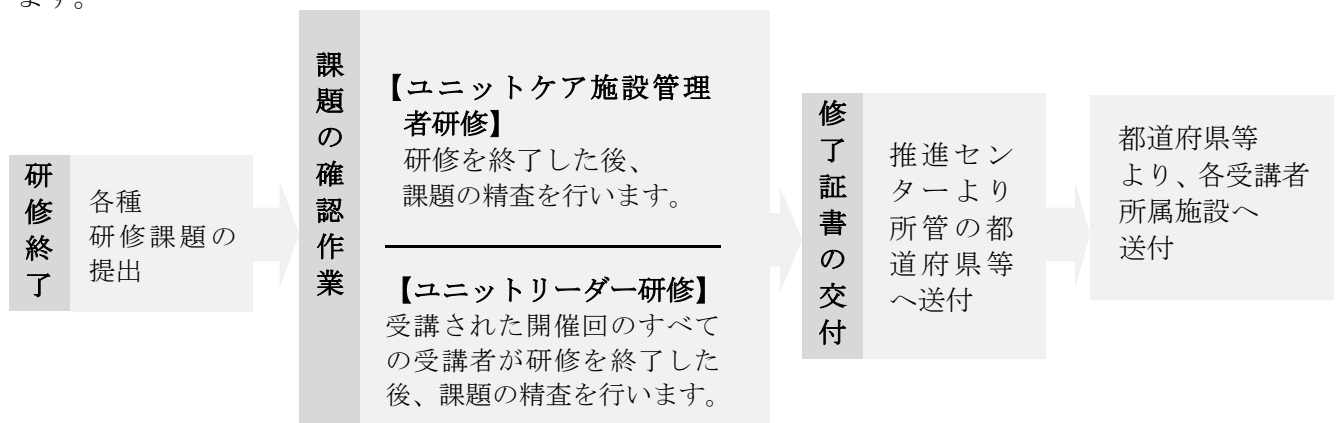 ます。
研修終了
各種
研修課題の
提出
課題の確認作業
【ユニットケア施設管理
者研修】
研修を終了した後、
課題の精査を行います。
【ユニットリーダー研修】
受講された開催回のすべて
の受講者が研修を終了した
後、課題の精査を行います。
修了証書の交付
推進セン
ターより
所管の都
道府県等
へ送付
都道府県等
より、各受講者
所属施設へ
送付